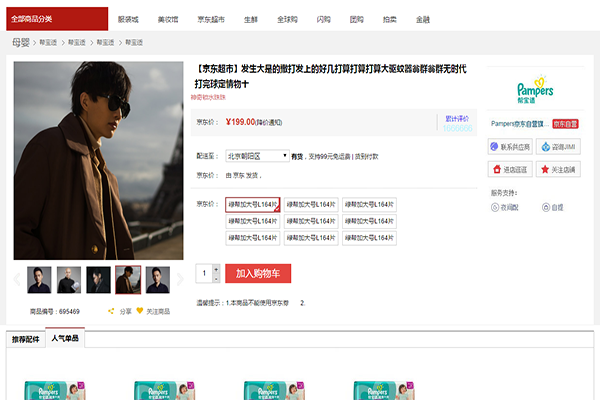 全部商品分类 服装城 美妆馆 京东超市 生鲜 全球购 闪购 团购 拍卖 金融
母婴 > 帮宝适 > 帮宝适 > 帮宝适 > 帮宝适
【京东超市】发生大是的撒打发上的好几打算打算打算大驱蚊器翁群翁群无时代
打完球定情物十
京东价： ¥199.00(降价通知) 累计评价
配送至： 北京朝阳区 有货，支持99元免运费 | 货到付款
京东价： 由 京东 发货，
京东价： 绿帮加大号L164片 绿帮加大号L164片 绿帮加大号L164片
绿帮加大号L164片 绿帮加大号L164片 绿帮加大号L164片
绿帮加大号L164片 绿帮加大号L164片 绿帮加大号L164片
1 + - 加入购物车
温馨提示：1.本商品不能使用京东券 2.
商品编号：695469 分享 关注商品
Pampers
帮宝适
Pampers京东自营旗... 京东自营
联系供应商 咨询JIMI
进店逛逛 关注店铺
服务支持：
夜间配 自提
推荐配件 人气单品
Pampers Pampers Pampers Pampers